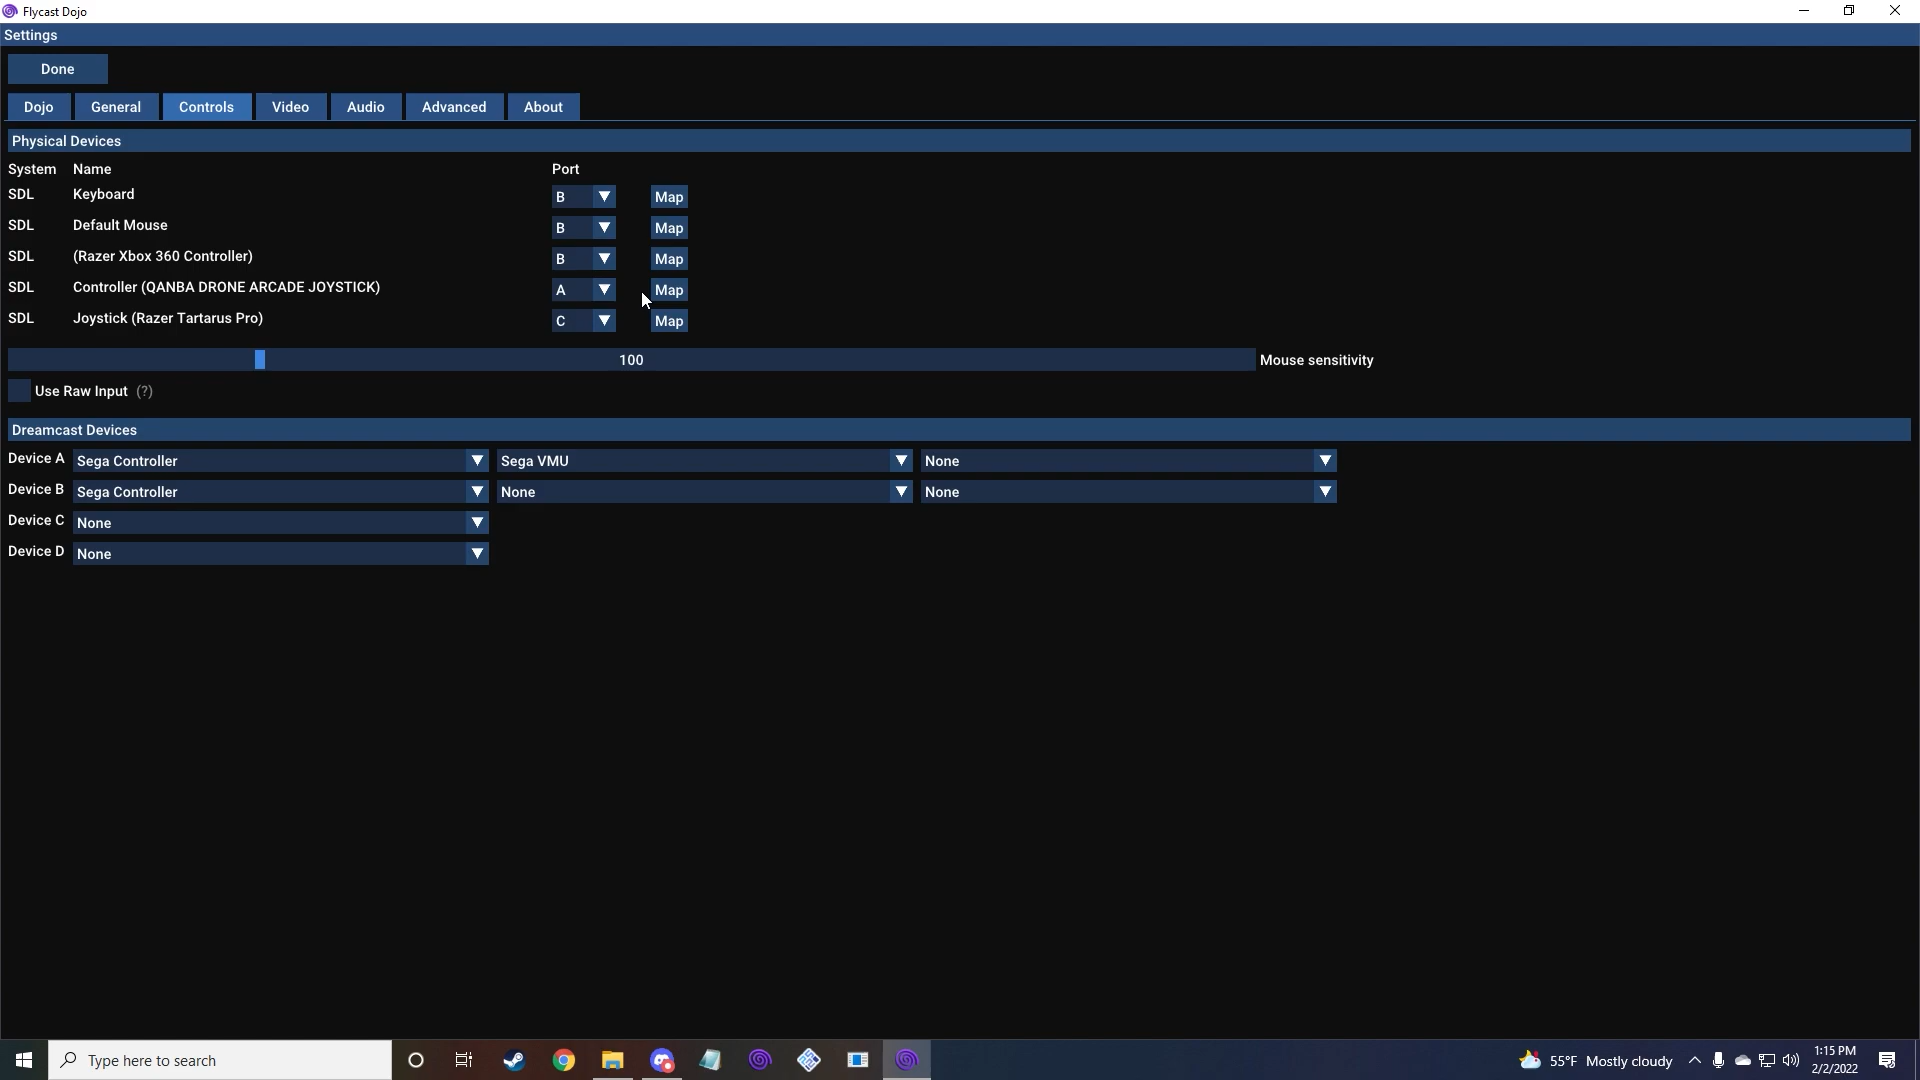 Flycast Dojo
Settings
Done
Dojo General Controls Video Audio Advanced About
Physical Devices
System Name Port
SDL Keyboard B Map
SDL Default Mouse B Map
SDL (Razer Xbox 360 Controller) B Map
SDL Controller (QANBA DRONE ARCADE JOYSTICK) A Map
SDL Joystick (Razer Tartarus Pro) C Map
100 Mouse sensitivity
Use Raw Input (?)
Dreamcast Devices
Device A Sega Controller Sega VMU None
Device B Sega Controller None None
Device C None
Device D None
Type here to search 55°F Mostly cloudy 1:15 PM
2/2/2022